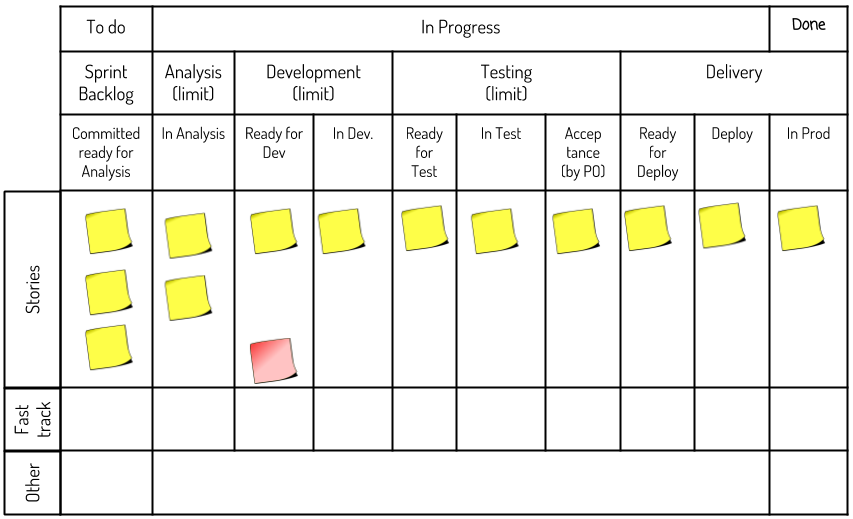 To do
In Progress
Done
Sprint
Backlog
Analysis
(limit)
Development
(limit)
Testing
(limit)
Delivery
Committed
ready for
Analysis
In Analysis
Ready for
Dev
In Dev.
Ready
for
Test
In Test
Accep
tance
(by PO)
Ready
for
Deploy
Deploy
In Prod
Stories
Fast
track
Other